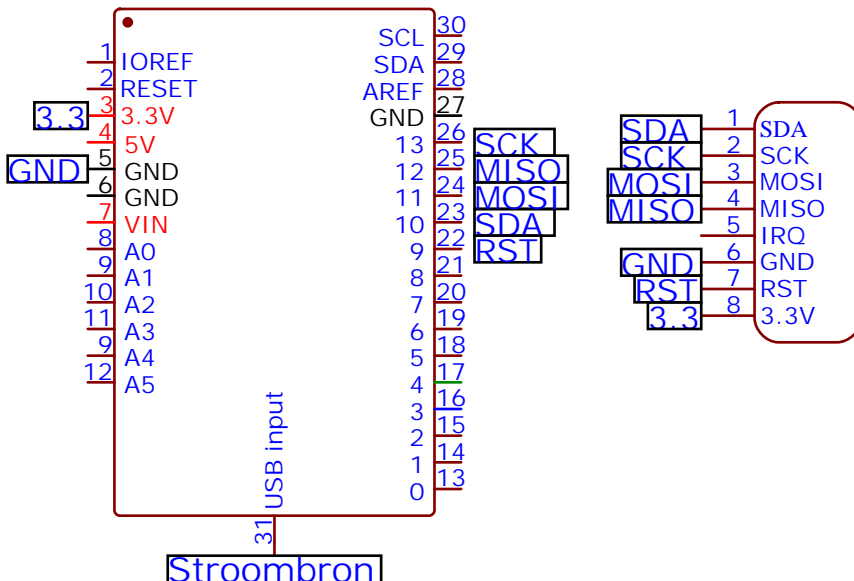 1 IOREF
2 RESET
3.3 3 3.3V
4 5V
GND 5 GND
6 GND
7 VIN
8 A0
9 A1
10 A2
11 A3
9 A4
12 A5
SCL 30
SDA 29
AREF 28
GND 27
13 26 SCK
12 25 MISO
11 24 MOSI
10 23 SDA
9 22 RST
8 21
7 20
6 19
5 18
4 17
3 16
2 15
1 14
0 13
USB input
31
Stroombron
SDA 1 SDA
SCK 2 SCK
MOSI 3 MOSI
MISO 4 MISO
5 IRQ
GND 6 GND
RST 7 RST
3.3 8 3.3V